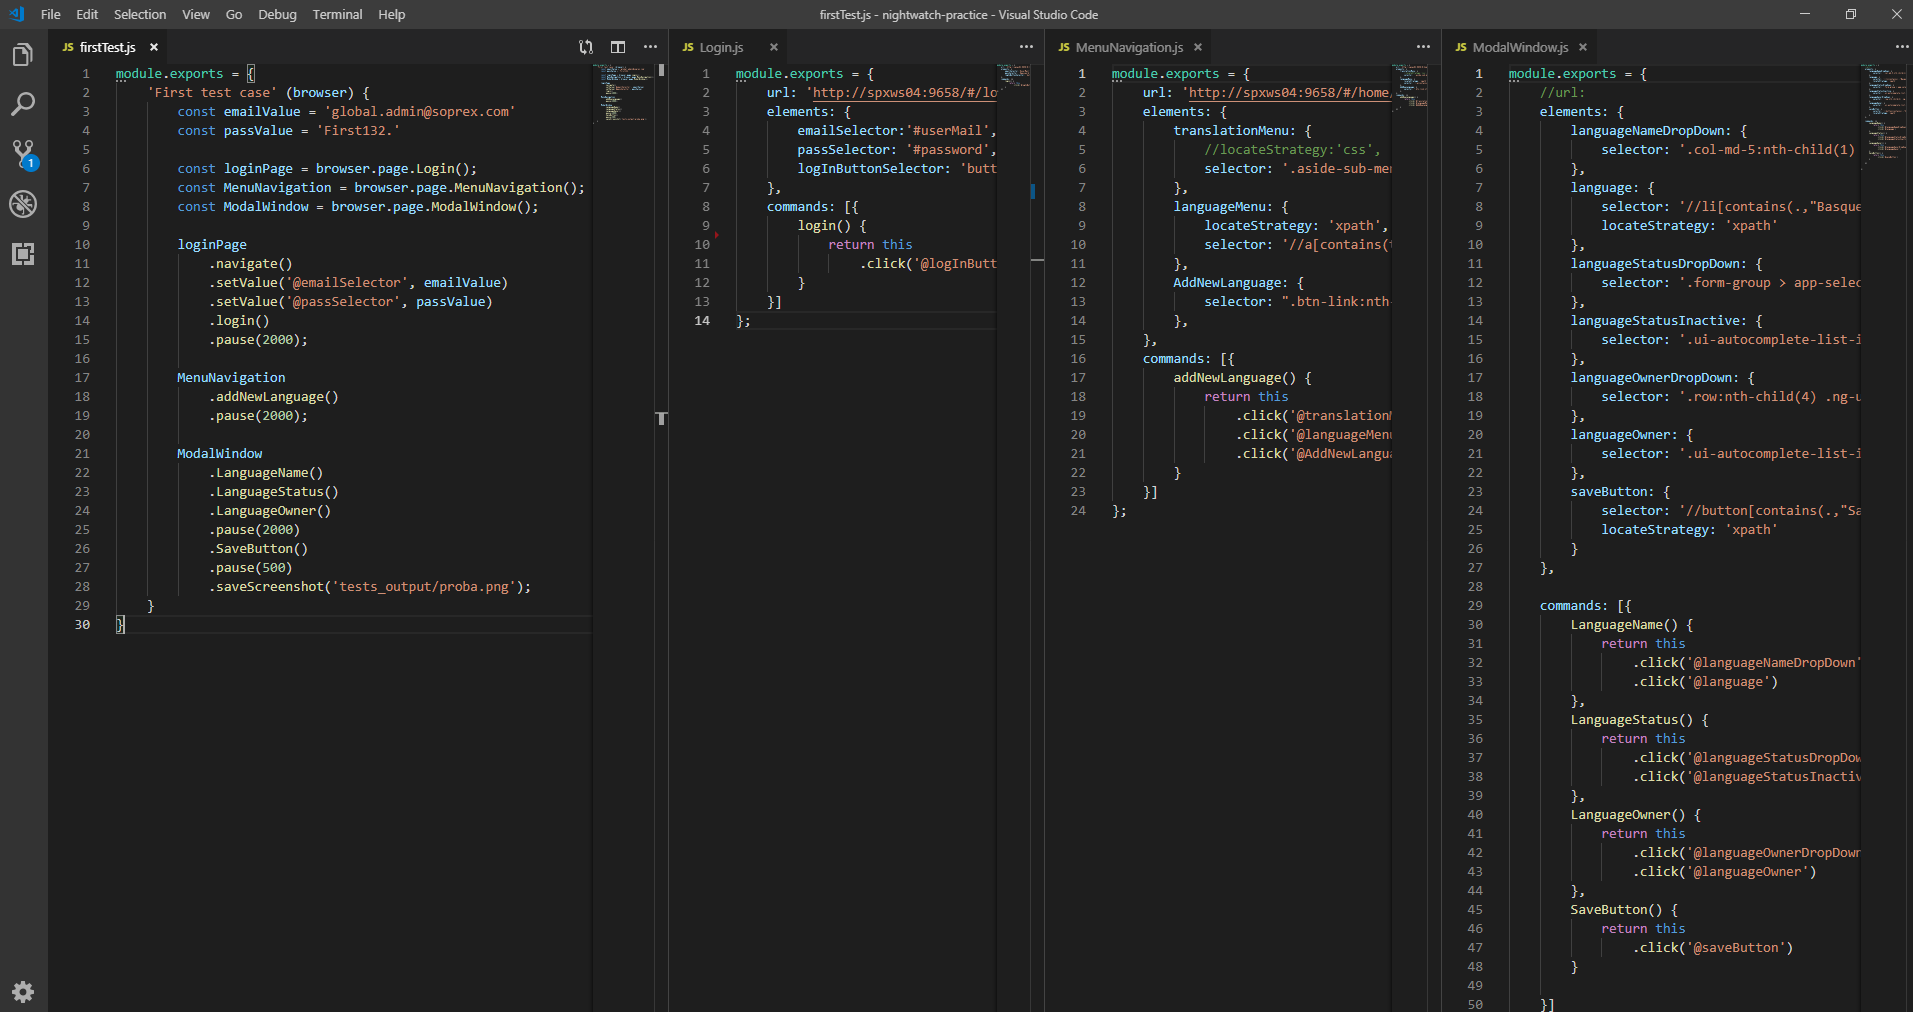 File Edit Selection View Go Debug Terminal Help
firstTest.js - nightwatch-practice - Visual Studio Code
JS firstTest.js
1 module.exports = {
2 'First test case' (browser) {
3 const emailValue = 'global.admin@soprex.com'
4 const passValue = 'First132.'
5
6 const loginPage = browser.page.Login();
7 const MenuNavigation = browser.page.MenuNavigation();
8 const ModalWindow = browser.page.ModalWindow();
9
10 loginPage
11 .navigate()
12 .setValue('@emailSelector', emailValue)
13 .setValue('@passSelector', passValue)
14 .login()
15 .pause(2000);
16
17 MenuNavigation
18 .addNewLanguage()
19 .pause(2000);
20
21 ModalWindow
22 .LanguageName()
23 .LanguageStatus()
24 .LanguageOwner()
25 .pause(2000)
26 .SaveButton()
27 .pause(500)
28 .saveScreenshot('tests_output/proba.png');
29 }
30 }
JS Login.js
1 module.exports = {
2 url: 'http://spxws04:9658/#/lo
3 elements: {
4 emailSelector:'#userMail',
5 passSelector: '#password',
6 logInButtonSelector: 'butt
7 },
8 commands: [{
9 login() {
10 return this
11 .click('@logInButt
12 }
13 }]
14 };
JS MenuNavigation.js
1 module.exports = {
2 url: 'http://spxws04:9658/#/home/
3 elements: {
4 translationMenu: {
5 //locateStrategy:'css',
6 selector: '.aside-sub-men
7 },
8 languageMenu: {
9 locateStrategy: 'xpath',
10 selector: '//a[contains(t
11 },
12 AddNewLanguage: {
13 selector: ".btn-link:nth-
14 },
15 },
16 commands: [{
17 addNewLanguage() {
18 return this
19 .click('@translationM
20 .click('@languageMenu
21 .click('@AddNewLangua
22 }
23 }]
24 };
JS ModalWindow.js
1 module.exports = {
2 //url:
3 elements: {
4 languageNameDropDown: {
5 selector: '.col-md-5:nth-child(1)
6 },
7 language: {
8 selector: '//li[contains(.,"Basque
9 locateStrategy: 'xpath'
10 },
11 languageStatusDropDown: {
12 selector: '.form-group > app-selec
13 },
14 languageStatusInactive: {
15 selector: '.ui-autocomplete-list-i
16 },
17 languageOwnerDropDown: {
18 selector: '.row:nth-child(4) .ng-u
19 },
20 languageOwner: {
21 selector: '.ui-autocomplete-list-i
22 },
23 saveButton: {
24 selector: '//button[contains(.,"Sa
25 locateStrategy: 'xpath'
26 }
27 },
28
29 commands: [{
30 LanguageName() {
31 return this
32 .click('@languageNameDropDown'
33 .click('@language')
34 },
35 LanguageStatus() {
36 return this
37 .click('@languageStatusDropDow
38 .click('@languageStatusInactiv
39 },
40 LanguageOwner() {
41 return this
42 .click('@languageOwnerDropDown
43 .click('@languageOwner')
44 },
45 SaveButton() {
46 return this
47 .click('@saveButton')
48 }
49
50 }]
1